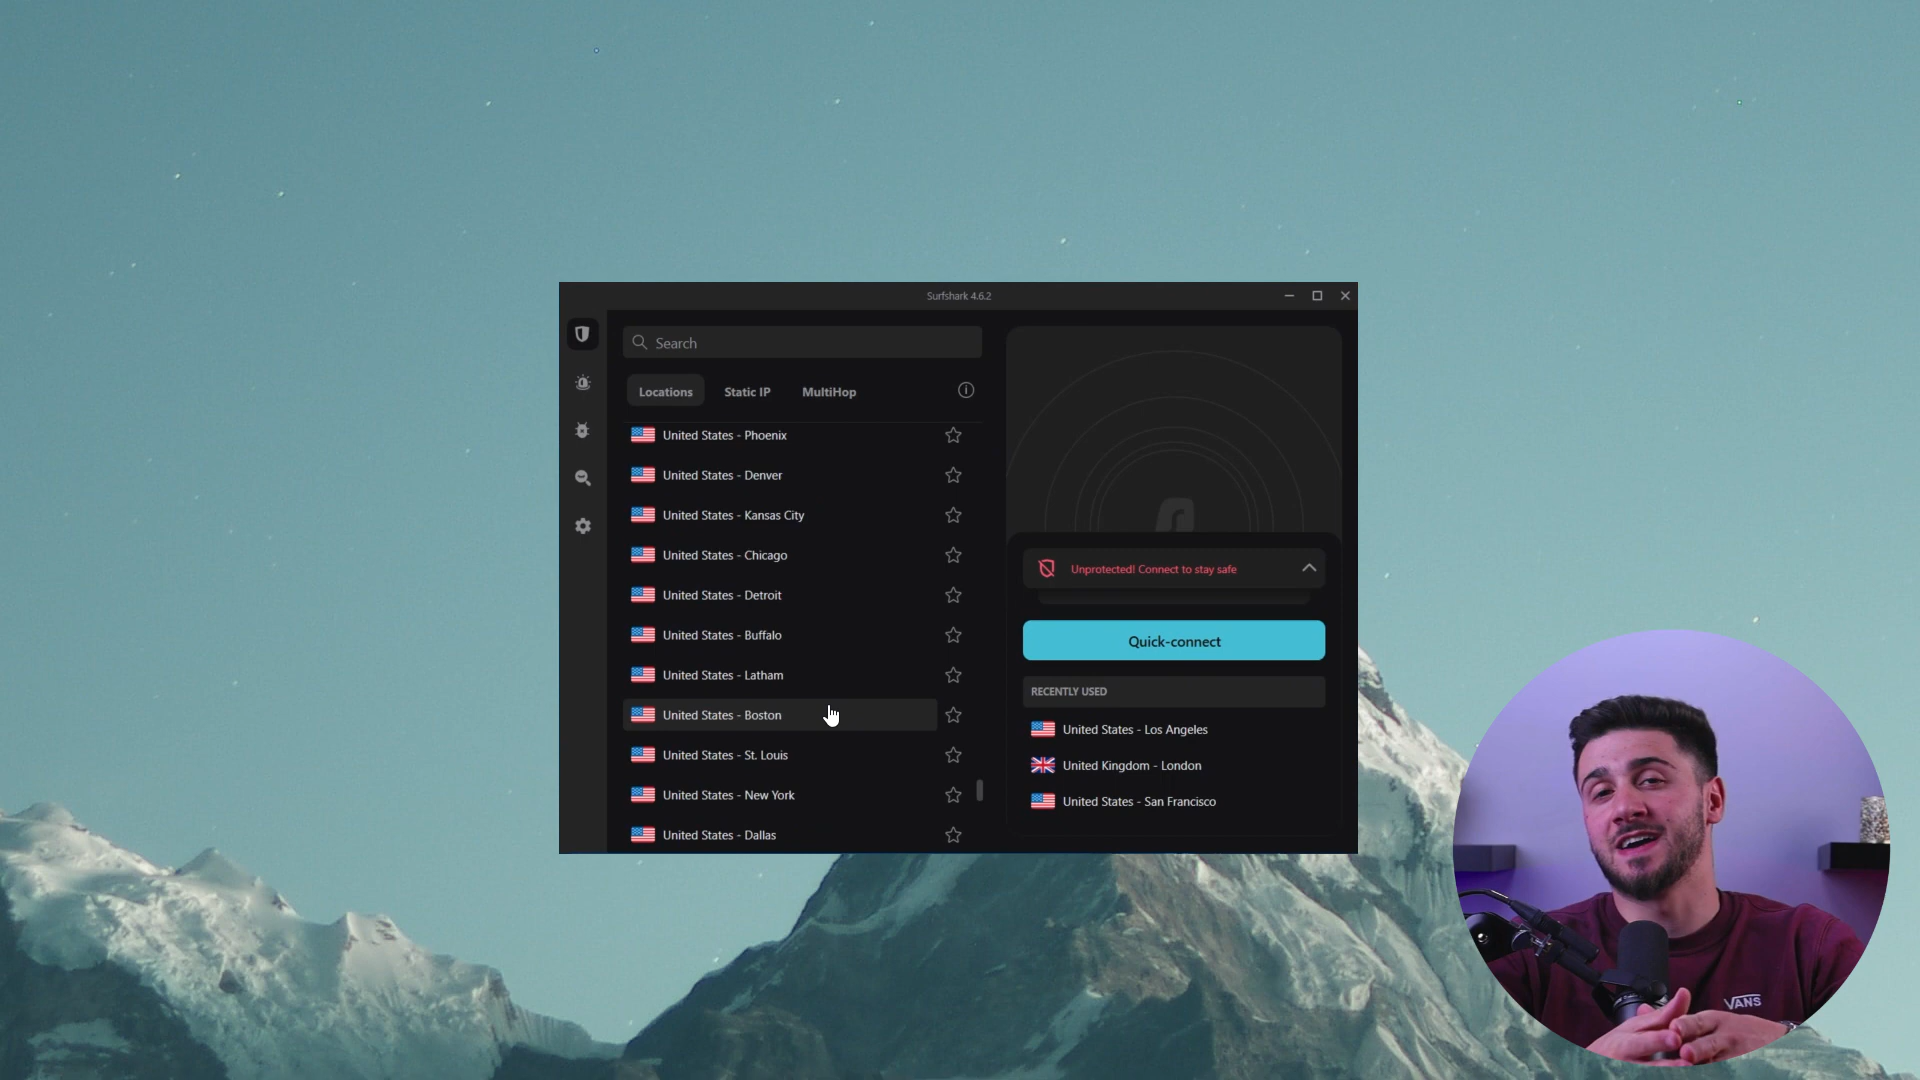 Surfshark 4.6.2
Search
Locations
Static IP
MultiHop
United States - Phoenix
United States - Denver
United States - Kansas City
United States - Chicago
United States - Detroit
United States - Buffalo
United States - Latham
United States - Boston
United States - St. Louis
United States - New York
United States - Dallas
Unprotected! Connect to stay safe
Quick-connect
RECENTLY USED
United States - Los Angeles
United Kingdom - London
United States - San Francisco
VANS